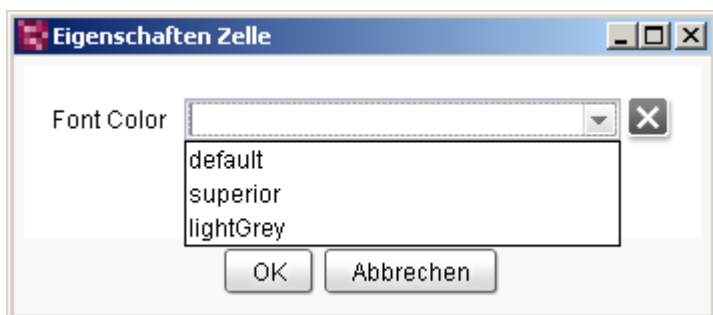 Eigenschaften Zelle
Font Color
default
superior
lightGrey
OK Abbrechen